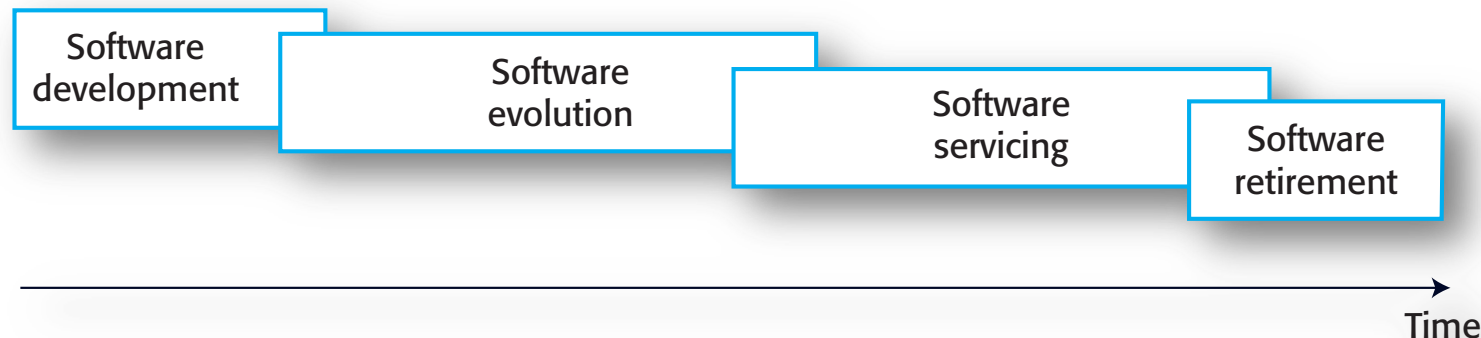 Software
development
Software
evolution
Software
servicing
Software
retirement
Time